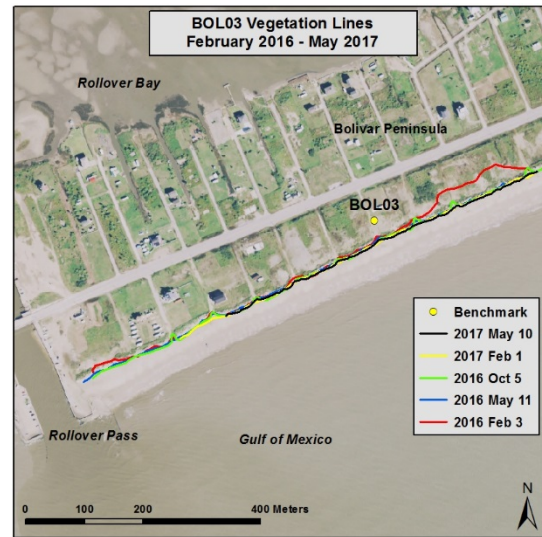 BOL03 Vegetation Lines
February 2016 - May 2017
Rollover Bay
Bolivar Peninsula
BOL03
Benchmark
2017 May 10
2017 Feb 1
2016 Oct 5
2016 May 11
2016 Feb 3
Rollover Pass
Gulf of Mexico
N
0 100 200 400 Meters